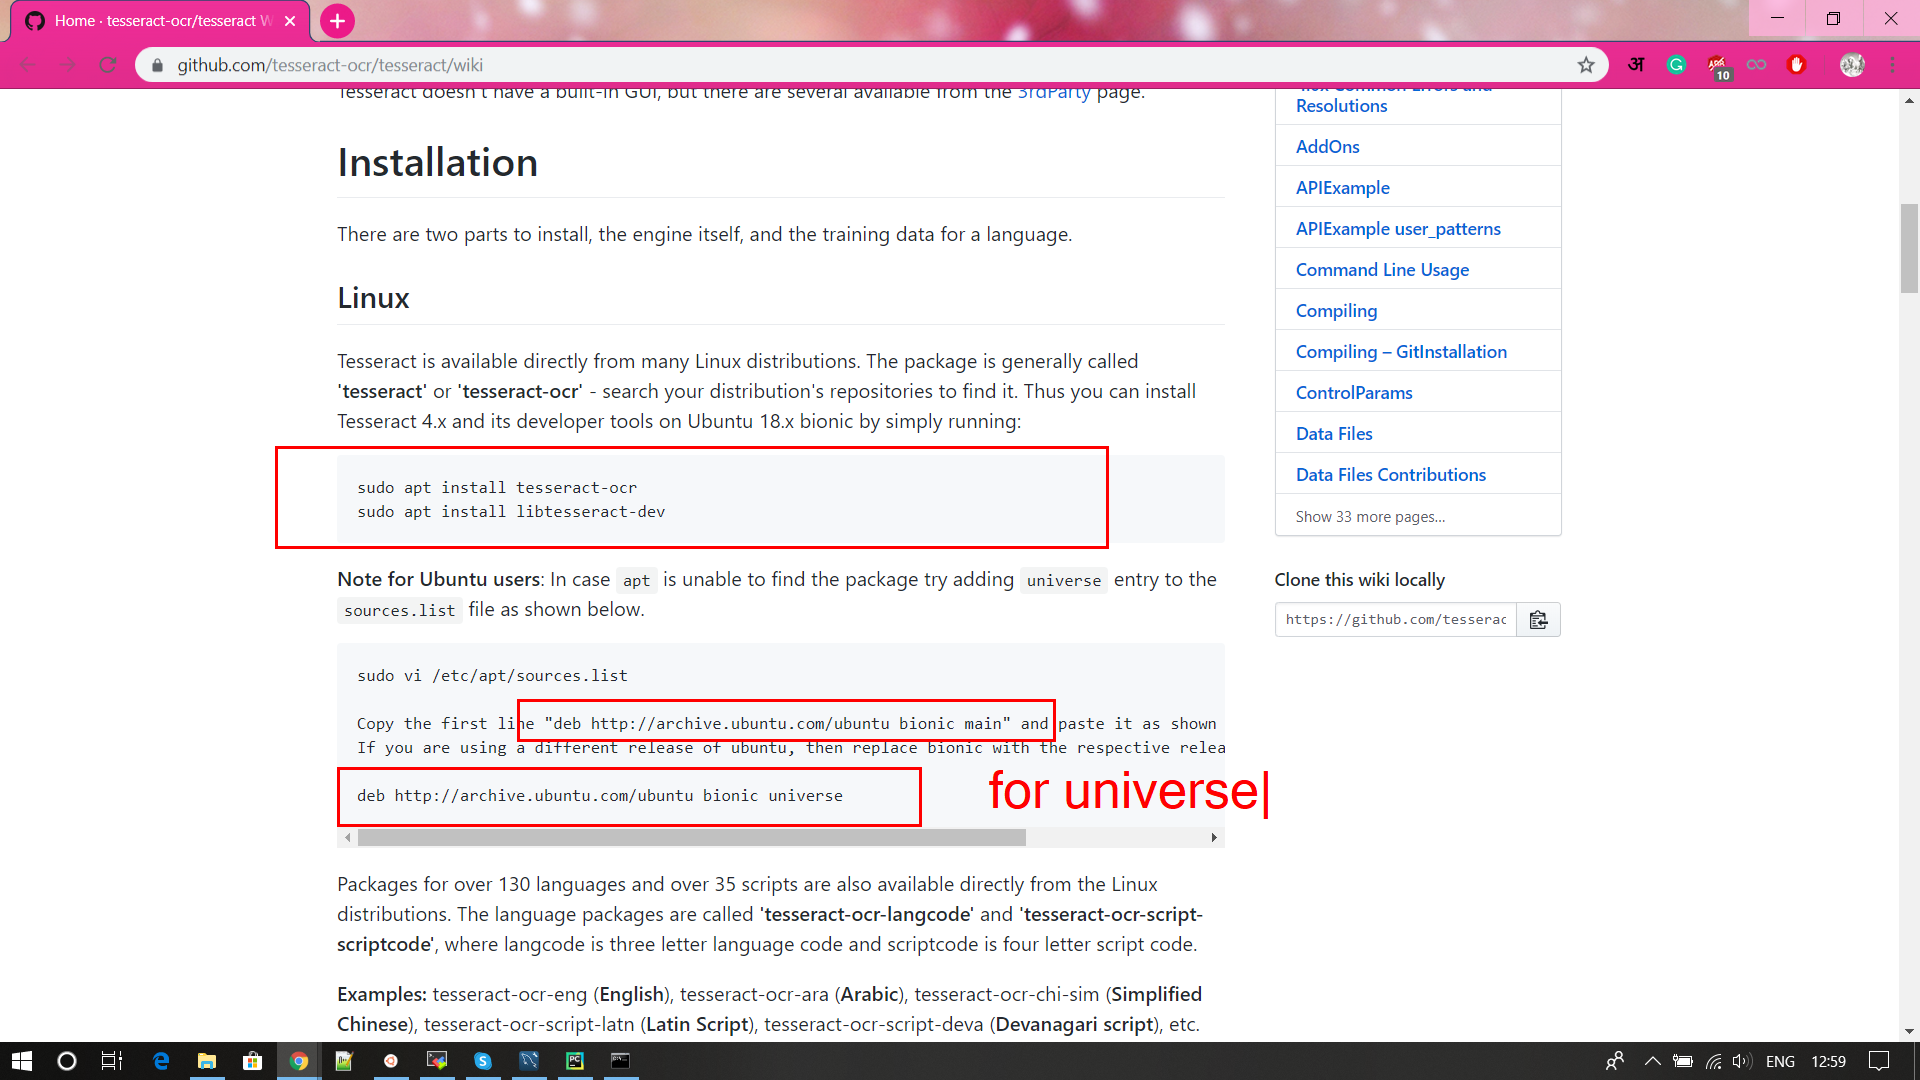 Home · tesseract-ocr/tesseract W
github.com/tesseract-ocr/tesseract/wiki
अ
10
Tesseract doesn't have a built-in GUI, but there are several available from the 3rdParty page.
Installation
There are two parts to install, the engine itself, and the training data for a language.
Linux
Tesseract is available directly from many Linux distributions. The package is generally called
'tesseract' or 'tesseract-ocr' - search your distribution's repositories to find it. Thus you can install
Tesseract 4.x and its developer tools on Ubuntu 18.x bionic by simply running:
sudo apt install tesseract-ocr
sudo apt install libtesseract-dev
Note for Ubuntu users: In case apt is unable to find the package try adding universe entry to the
sources.list file as shown below.
sudo vi /etc/apt/sources.list
Copy the first line "deb http://archive.ubuntu.com/ubuntu bionic main" and paste it as shown
If you are using a different release of ubuntu, then replace bionic with the respective relea
deb http://archive.ubuntu.com/ubuntu bionic universe
for universe
Packages for over 130 languages and over 35 scripts are also available directly from the Linux
distributions. The language packages are called 'tesseract-ocr-langcode' and 'tesseract-ocr-script-
scriptcode', where langcode is three letter language code and scriptcode is four letter script code.
Examples: tesseract-ocr-eng (English), tesseract-ocr-ara (Arabic), tesseract-ocr-chi-sim (Simplified
Chinese), tesseract-ocr-script-latn (Latin Script), tesseract-ocr-script-deva (Devanagari script), etc.
Common Errors and
Resolutions
AddOns
APIExample
APIExample user_patterns
Command Line Usage
Compiling
Compiling – GitInstallation
ControlParams
Data Files
Data Files Contributions
Show 33 more pages...
Clone this wiki locally
https://github.com/tesserac
ENG
12:59